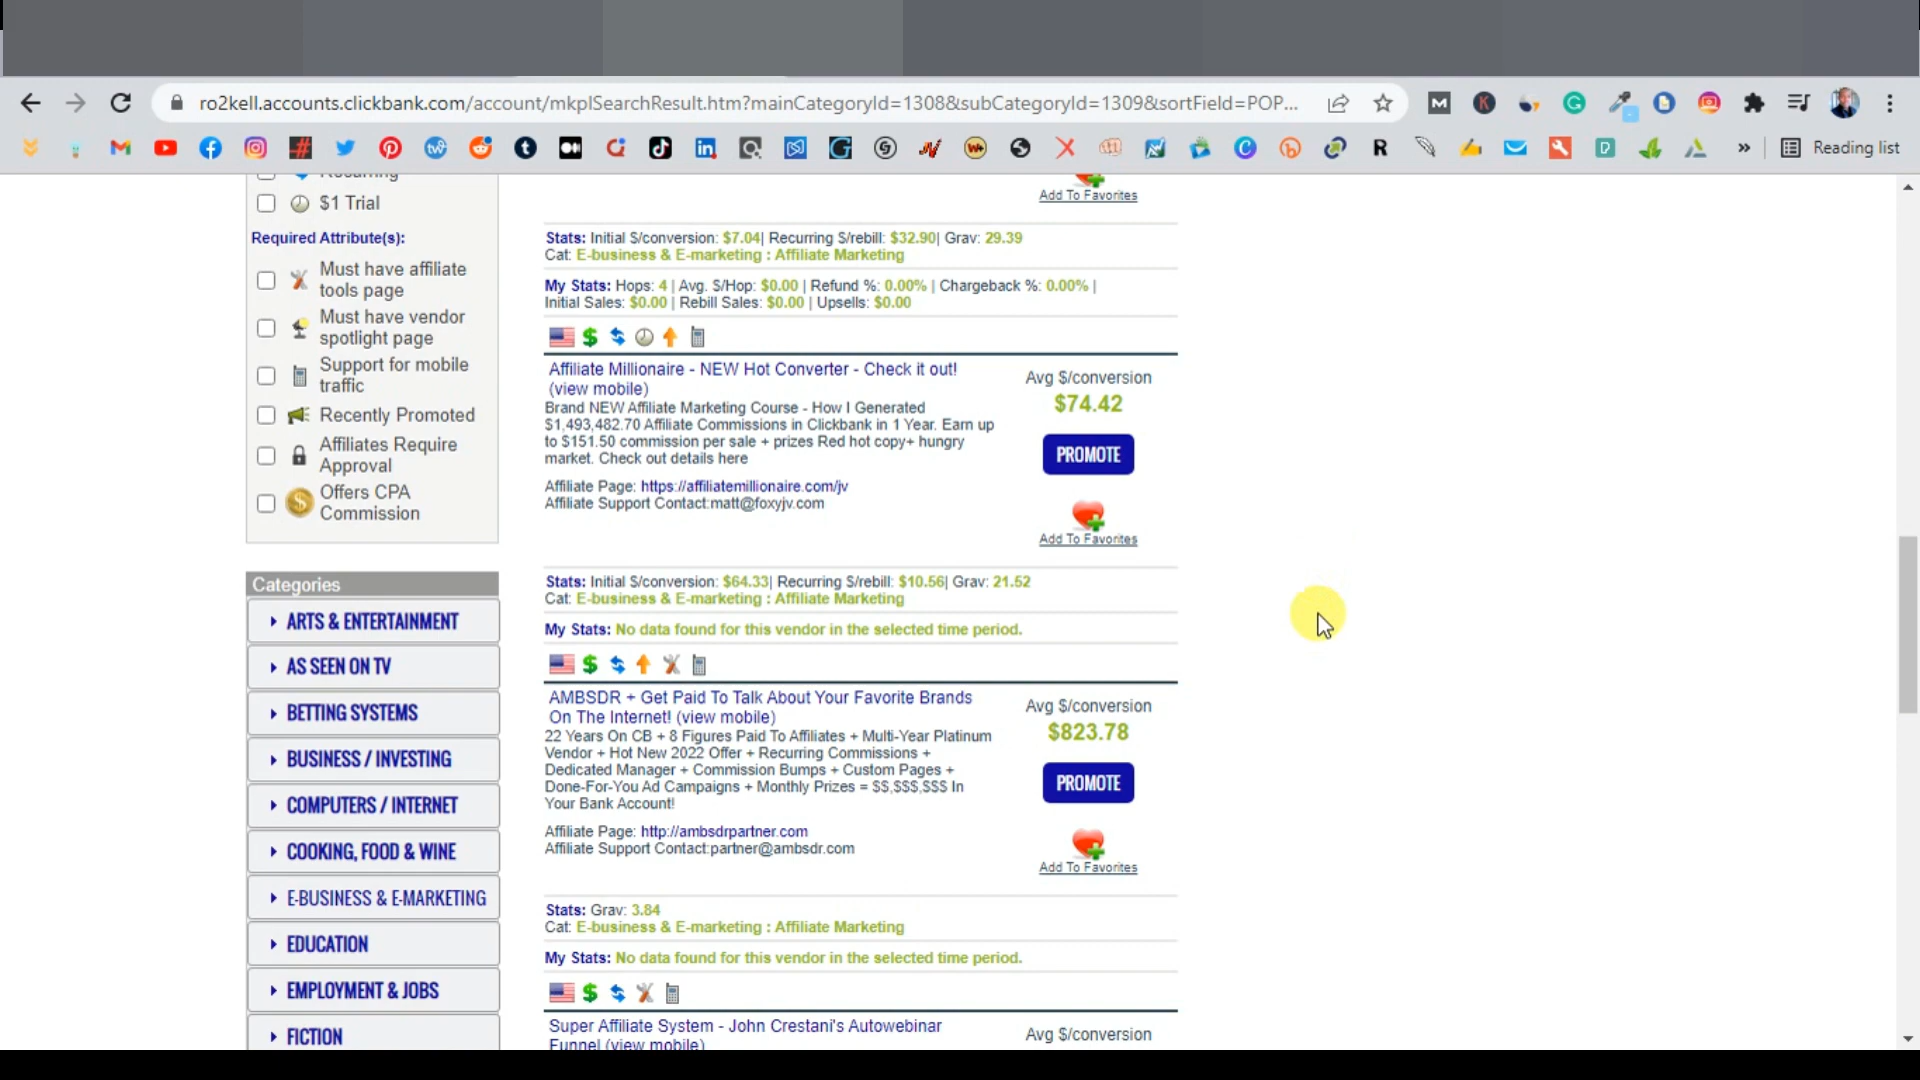 ro2kell.accounts.clickbank.com/account/mkplSearchResult.htm?mainCategoryId=1308&subCategoryId=1309&sortField=POP...
Reading list
Recurring
$1 Trial
Required Attribute(s):
Must have affiliate
tools page
Must have vendor
spotlight page
Support for mobile
traffic
Recently Promoted
Affiliates Require
Approval
Offers CPA
Commission
Categories
ARTS & ENTERTAINMENT
AS SEEN ON TV
BETTING SYSTEMS
BUSINESS / INVESTING
COMPUTERS / INTERNET
COOKING, FOOD & WINE
E-BUSINESS & E-MARKETING
EDUCATION
EMPLOYMENT & JOBS
FICTION
Add To Favorites
Stats: Initial $/conversion: $7.04| Recurring $/rebill: $32.90| Grav: 29.39
Cat: E-business & E-marketing : Affiliate Marketing
My Stats: Hops: 4 | Avg. $/Hop: $0.00 | Refund %: 0.00% | Chargeback %: 0.00% |
Initial Sales: $0.00 | Rebill Sales: $0.00 | Upsells: $0.00
Affiliate Millionaire - NEW Hot Converter - Check it out!
(view mobile)
Brand NEW Affiliate Marketing Course - How I Generated
$1,493,482.70 Affiliate Commissions in Clickbank in 1 Year. Earn up
to $151.50 commission per sale + prizes Red hot copy+ hungry
market. Check out details here
Affiliate Page: https://affiliatemillionaire.com/jv
Affiliate Support Contact:matt@foxyjv.com
Avg $/conversion
$74.42
PROMOTE
Add To Favorites
Stats: Initial $/conversion: $64.33| Recurring $/rebill: $10.56| Grav: 21.52
Cat: E-business & E-marketing : Affiliate Marketing
My Stats: No data found for this vendor in the selected time period.
AMBSDR + Get Paid To Talk About Your Favorite Brands
On The Internet! (view mobile)
22 Years On CB + 8 Figures Paid To Affiliates + Multi-Year Platinum
Vendor + Hot New 2022 Offer + Recurring Commissions +
Dedicated Manager + Commission Bumps + Custom Pages +
Done-For-You Ad Campaigns + Monthly Prizes = $$,$$$,$$$ In
Your Bank Account!
Affiliate Page: http://ambsdrpartner.com
Affiliate Support Contact:partner@ambsdr.com
Avg $/conversion
$823.78
PROMOTE
Add To Favorites
Stats: Grav: 3.84
Cat: E-business & E-marketing : Affiliate Marketing
My Stats: No data found for this vendor in the selected time period.
Super Affiliate System - John Crestani's Autowebinar
Funnel (view mobile)
Avg $/conversion